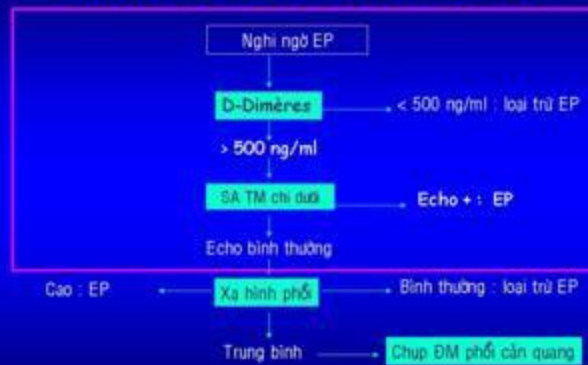 Nghi ngờ EP
D-Dimères
< 500 ng/ml : loại trừ EP
> 500 ng/ml
SA TM chi dưới
Echo + : EP
Echo bình thường
Cao : EP
Xạ hình phổi
Bình thường : loại trừ EP
Trung bình
Chụp ĐM phổi cản quang